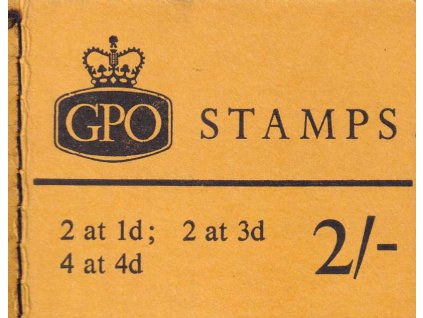 GPO STAMPS
2 at 1d; 2 at 3d
4 at 4d
2/-